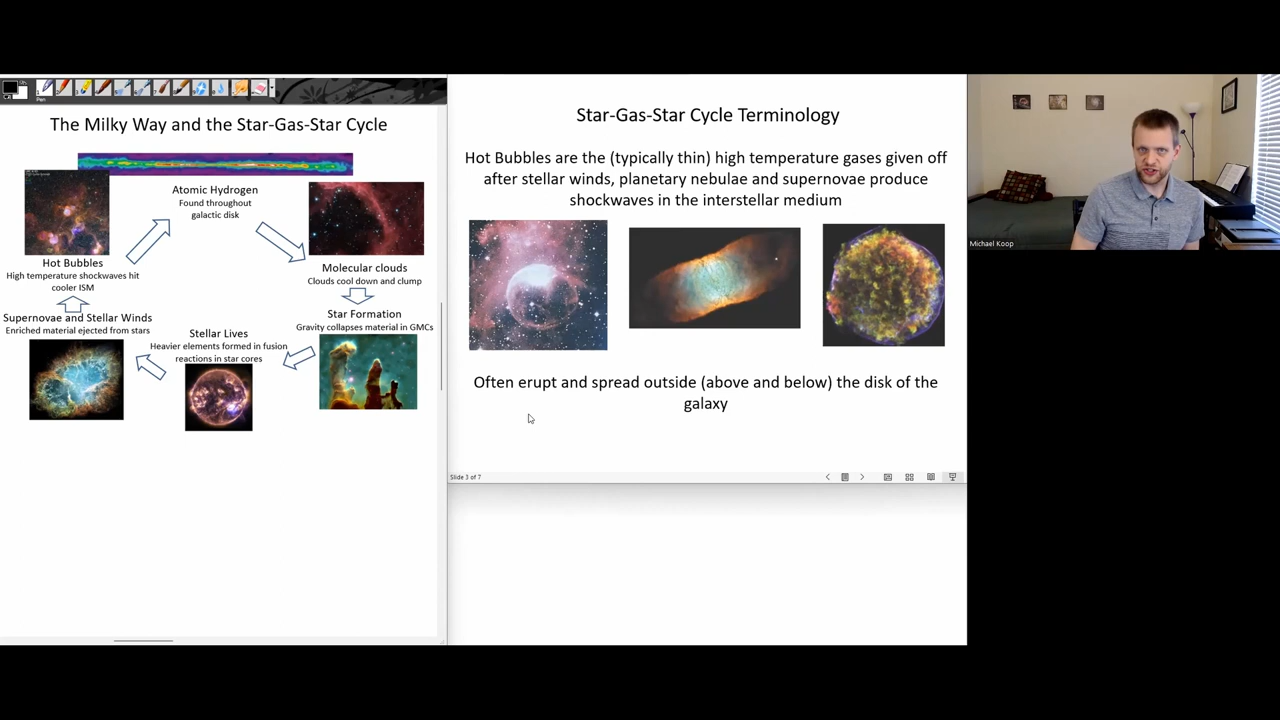 Pen
The Milky Way and the Star-Gas-Star Cycle
Atomic Hydrogen
Found throughout
galactic disk
Hot Bubbles
High temperature shockwaves hit
cooler ISM
Molecular clouds
Clouds cool down and clump
Supernovae and Stellar Winds
Enriched material ejected from stars
Star Formation
Gravity collapses material in GMCs
Stellar Lives
Heavier elements formed in fusion
reactions in star cores
Star-Gas-Star Cycle Terminology
Hot Bubbles are the (typically thin) high temperature gases given off
after stellar winds, planetary nebulae and supernovae produce
shockwaves in the interstellar medium
Often erupt and spread outside (above and below) the disk of the
galaxy
Slide 3 of 7
Michael Koop